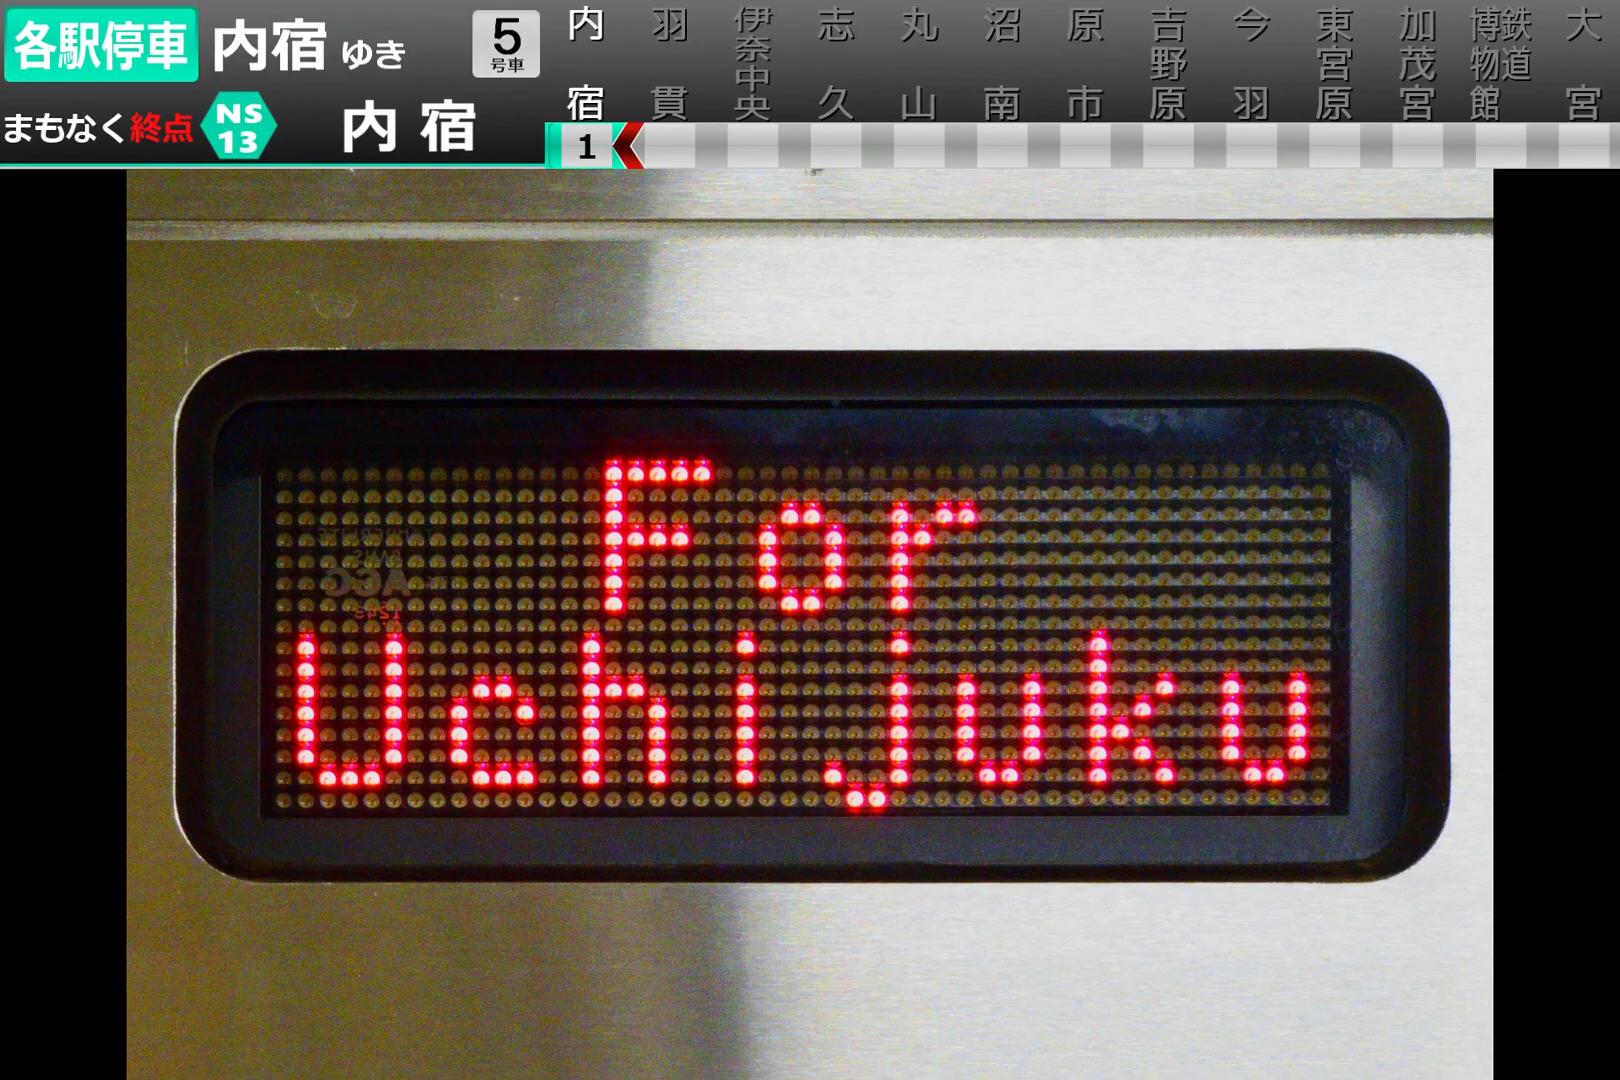 各駅停車 内宿 ゆき
5 号車
まもなく終点 NS 13 内宿
内宿 羽貫 伊奈中央 志久 丸山 沼南 原市 吉野原 今羽 東宮原 加茂宮 鉄道博物館 大宮
1
For
Uchijuku